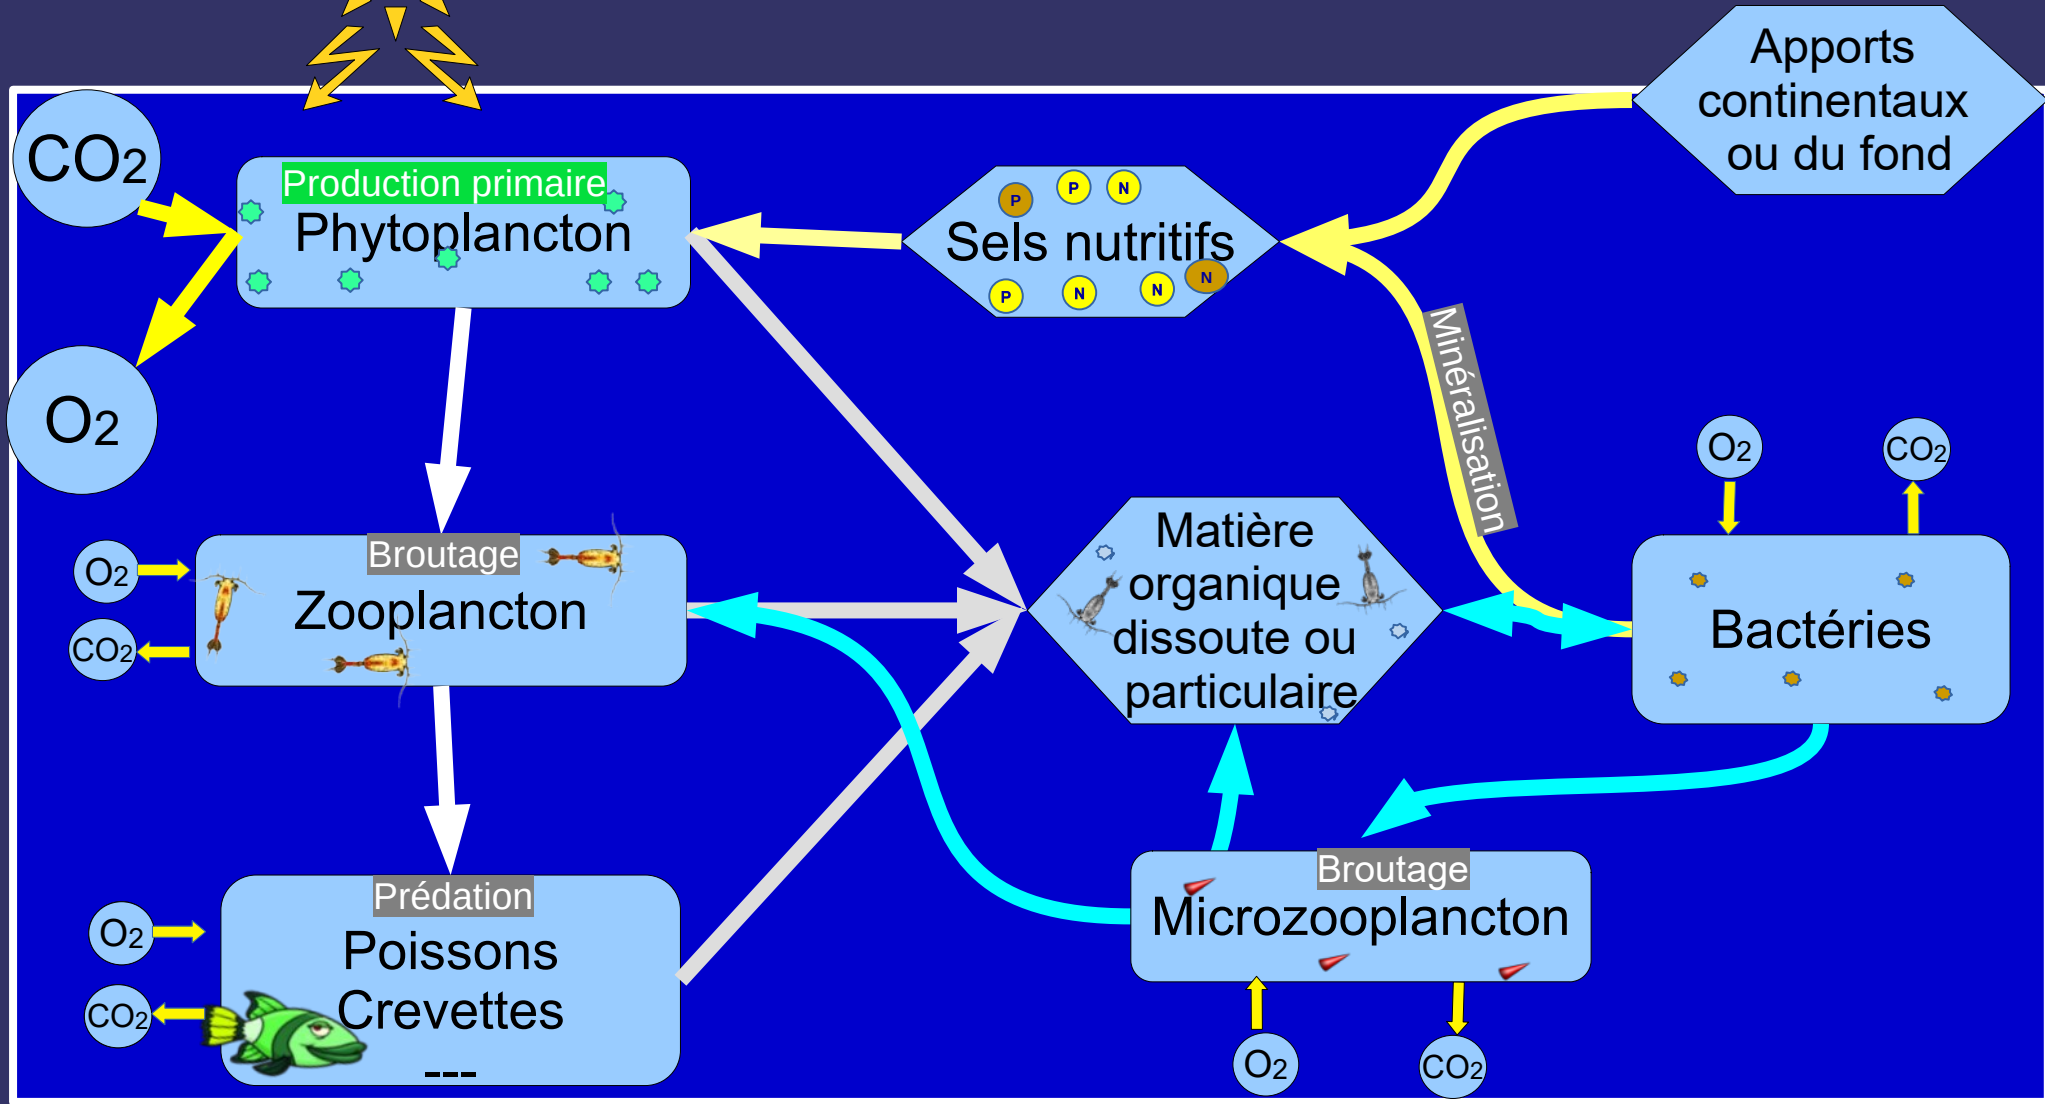 Apports
continentaux
ou du fond
CO2
Production primaire
Phytoplancton
P
P
N
Sels nutritifs
P
N
N
N
Minéralisation
O2
O2
CO2
Matière
organique
dissoute ou
particulaire
Bactéries
O2
CO2
Broutage
Zooplancton
Broutage
Microzooplancton
O2
CO2
Prédation
Poissons
Crevettes
---
O2
CO2